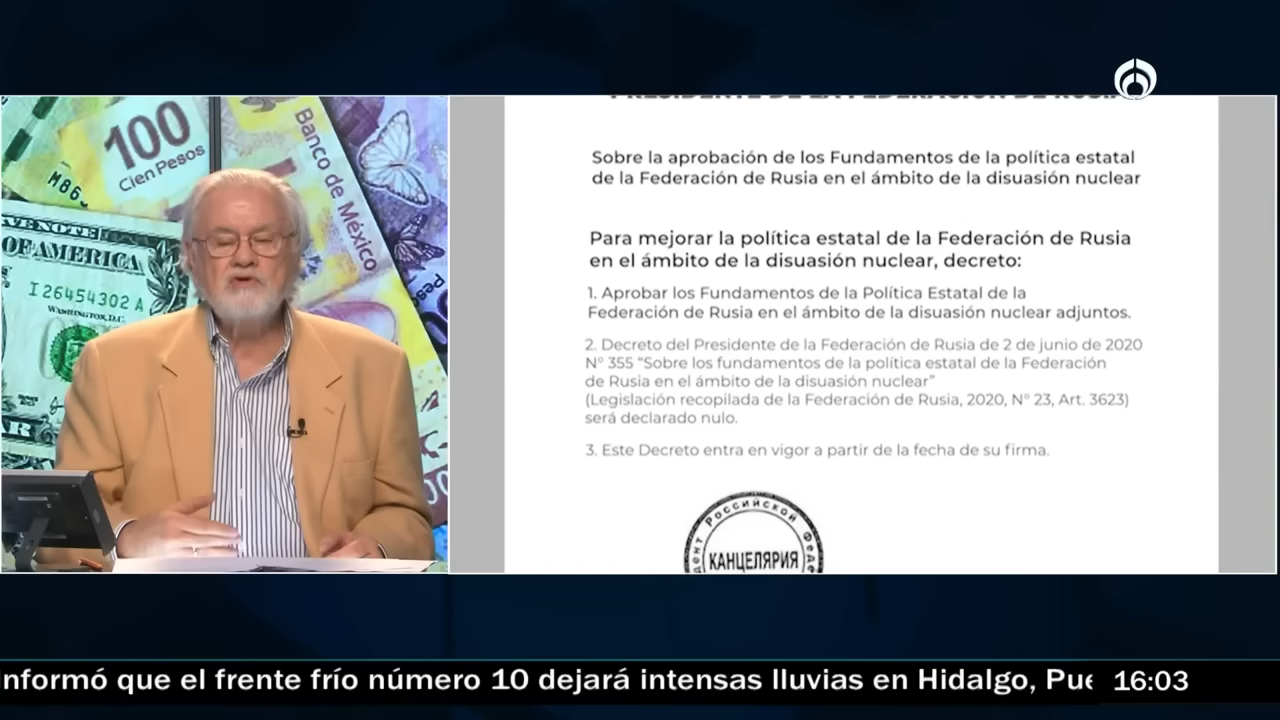 100
Cien Pesos
M86
Banco de México
OF AMERICA
I 26454302 A
WASHINGTON, D.C.
PRESIDENTE DE LA FEDERACIÓN DE RUSIA
Sobre la aprobación de los Fundamentos de la política estatal
de la Federación de Rusia en el ámbito de la disuasión nuclear
Para mejorar la política estatal de la Federación de Rusia
en el ámbito de la disuasión nuclear, decreto:
1. Aprobar los Fundamentos de la Política Estatal de la
Federación de Rusia en el ámbito de la disuasión nuclear adjuntos.
2. Decreto del Presidente de la Federación de Rusia de 2 de junio de 2020
N° 355 “Sobre los fundamentos de la política estatal de la Federación
de Rusia en el ámbito de la disuasión nuclear”
(Legislación recopilada de la Federación de Rusia, 2020, N° 23, Art. 3623)
será declarado nulo.
3. Este Decreto entra en vigor a partir de la fecha de su firma.
Российской
КАНЦЕЛЯРИЯ
Informó que el frente frío número 10 dejará intensas lluvias en Hidalgo, Pue
16:03